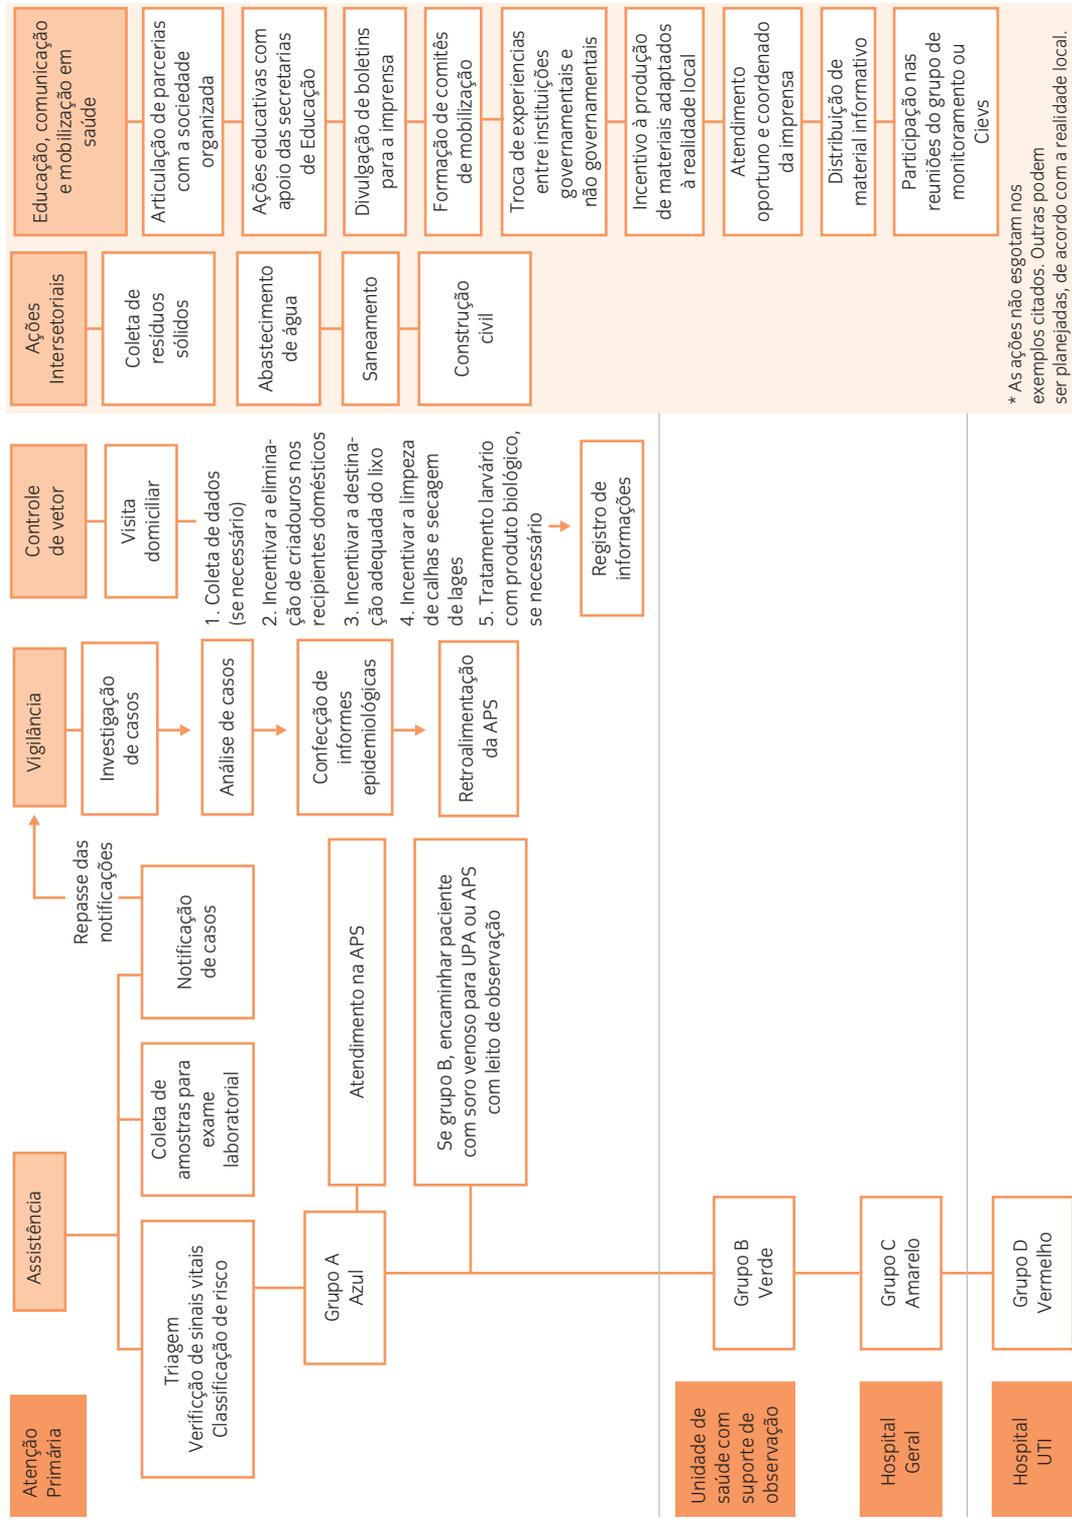 Atenção
Primária
Assistência
Triagem
Verificção de sinais vitais
Classificação de risco
Coleta de
amostras para
exame
laboratorial
Notificação
de casos
Repasse das
notificações
Grupo A
Azul
Atendimento na APS
Se grupo B, encaminhar paciente
com soro venoso para UPA ou APS
com leito de observação
Vigilância
Investigação
de casos
Análise de casos
Confecção de
informes
epidemiológicas
Retroalimentação
da APS
Controle
de vetor
Visita
domiciliar
1. Coleta de dados
(se necessário)
2. Incentivar a elimina-
ção de criadouros nos
recipientes domésticos
3. Incentivar a destina-
ção adequada do lixo
4. Incentivar a limpeza
de calhas e secagem
de lages
5. Tratamento larvário
com produto biológico,
se necessário
Registro de
informações
Ações
Intersetoriais
Coleta de
resíduos
sólidos
Abastecimento
de água
Saneamento
Construção
civil
Educação, comunicação
e mobilização em
saúde
Articulação de parcerias
com a sociedade
organizada
Ações educativas com
apoio das secretarias
de Educação
Divulgação de boletins
para a imprensa
Formação de comitês
de mobilização
Troca de experiencias
entre instituições
governamentais e
não governamentais
Incentivo à produção
de materiais adaptados
à realidade local
Atendimento
oportuno e coordenado
da imprensa
Distribuição de
material informativo
Participação nas
reuniões do grupo de
monitoramento ou
Cievs
Unidade de
saúde com
suporte de
observação
Grupo B
Verde
Hospital
Geral
Grupo C
Amarelo
Hospital
UTI
Grupo D
Vermelho
* As ações não esgotam nos
exemplos citados. Outras podem
ser planejadas, de acordo com a realidade local.